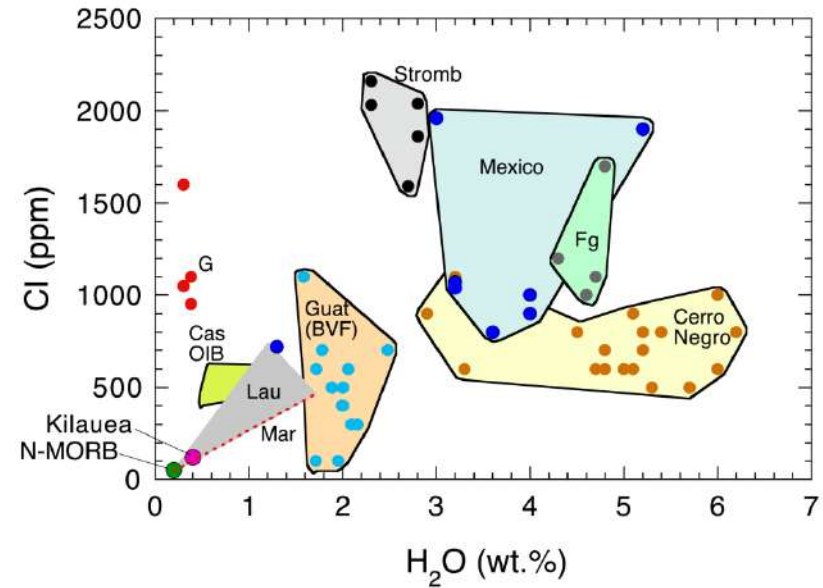 2500
2000
1500
1000
500
0
Cl (ppm)
Stromb
Mexico
Fg
G
Guat
(BVF)
Cas
OIB
Cerro
Negro
Lau
Mar
Kilauea
N-MORB
0 1 2 3 4 5 6 7
H₂O (wt.%)